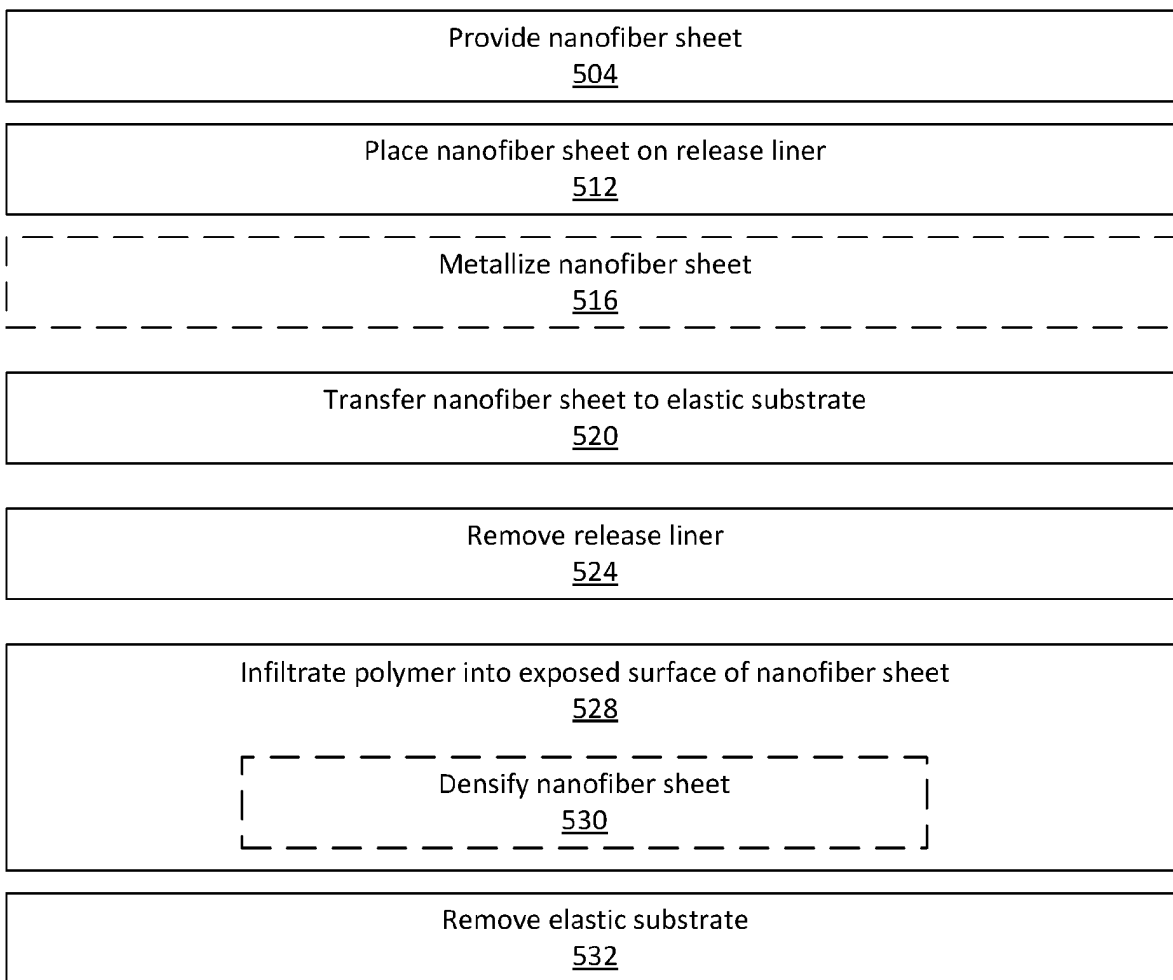 Provide nanofiber sheet
504
Place nanofiber sheet on release liner
512
Metallize nanofiber sheet
516
Transfer nanofiber sheet to elastic substrate
520
Remove release liner
524
Infiltrate polymer into exposed surface of nanofiber sheet
528
Densify nanofiber sheet
530
Remove elastic substrate
532